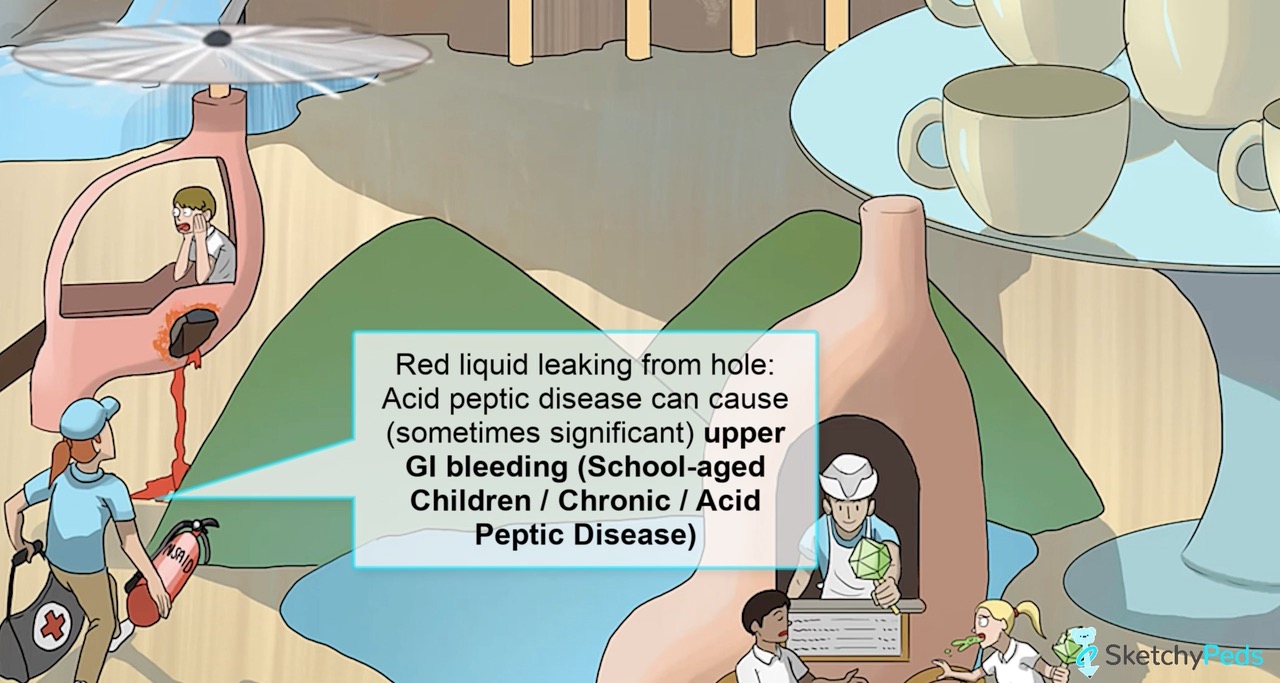 Red liquid leaking from hole:
Acid peptic disease can cause
(sometimes significant) upper
GI bleeding (School-aged
Children / Chronic / Acid
Peptic Disease)
NSAID
SketchyPeds